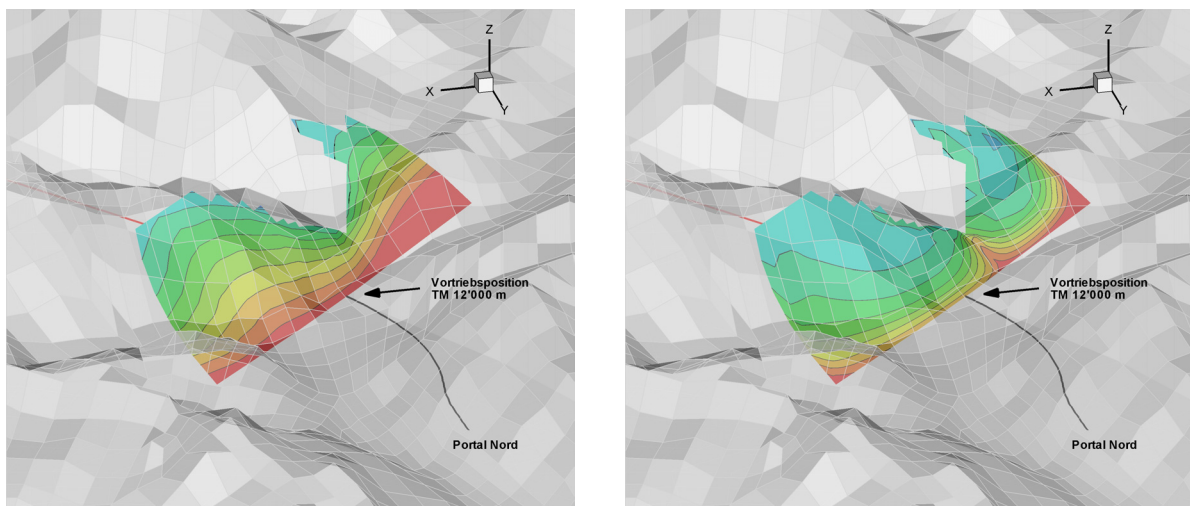 Z
X
Y
Vortriebsposition
TM 12'000 m
Portal Nord
Z
X
Y
Vortriebsposition
TM 12'000 m
Portal Nord